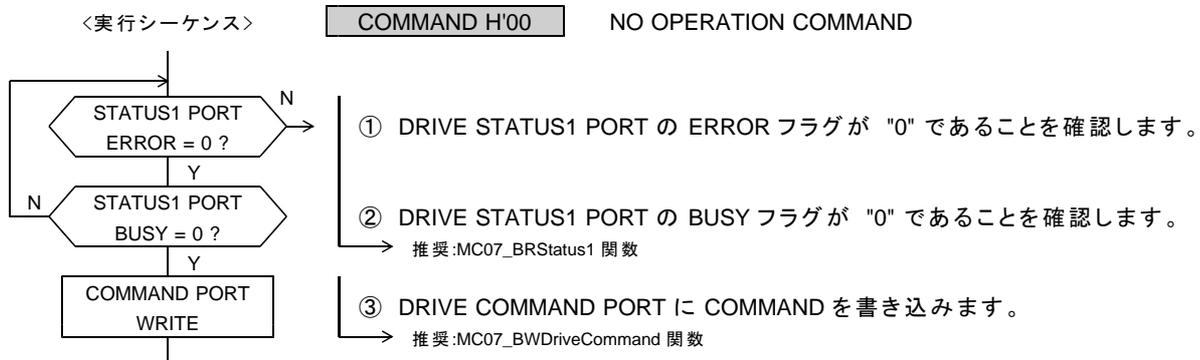 <実行シーケンス>
COMMAND H'00
NO OPERATION COMMAND
STATUS1 PORT
ERROR = 0 ?
N
Y
① DRIVE STATUS1 PORT の ERROR フラグが "0" であることを確認します。
N
STATUS1 PORT
BUSY = 0 ?
Y
② DRIVE STATUS1 PORT の BUSY フラグが "0" であることを確認します。
推奨:MC07_BRStatus1 関数
COMMAND PORT
WRITE
③ DRIVE COMMAND PORT に COMMAND を書き込みます。
推奨:MC07_BWDriveCommand 関数